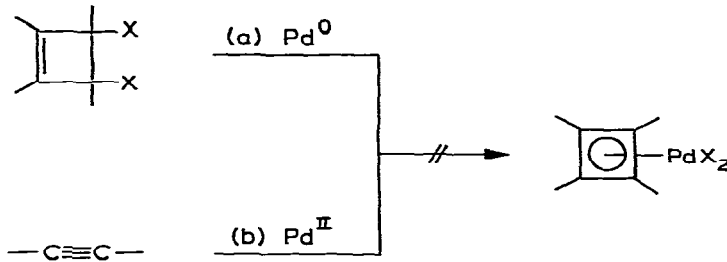 X
(a) Pd⁰
X
PdX₂
—C≡C—
(b) Pdᴵᴵ